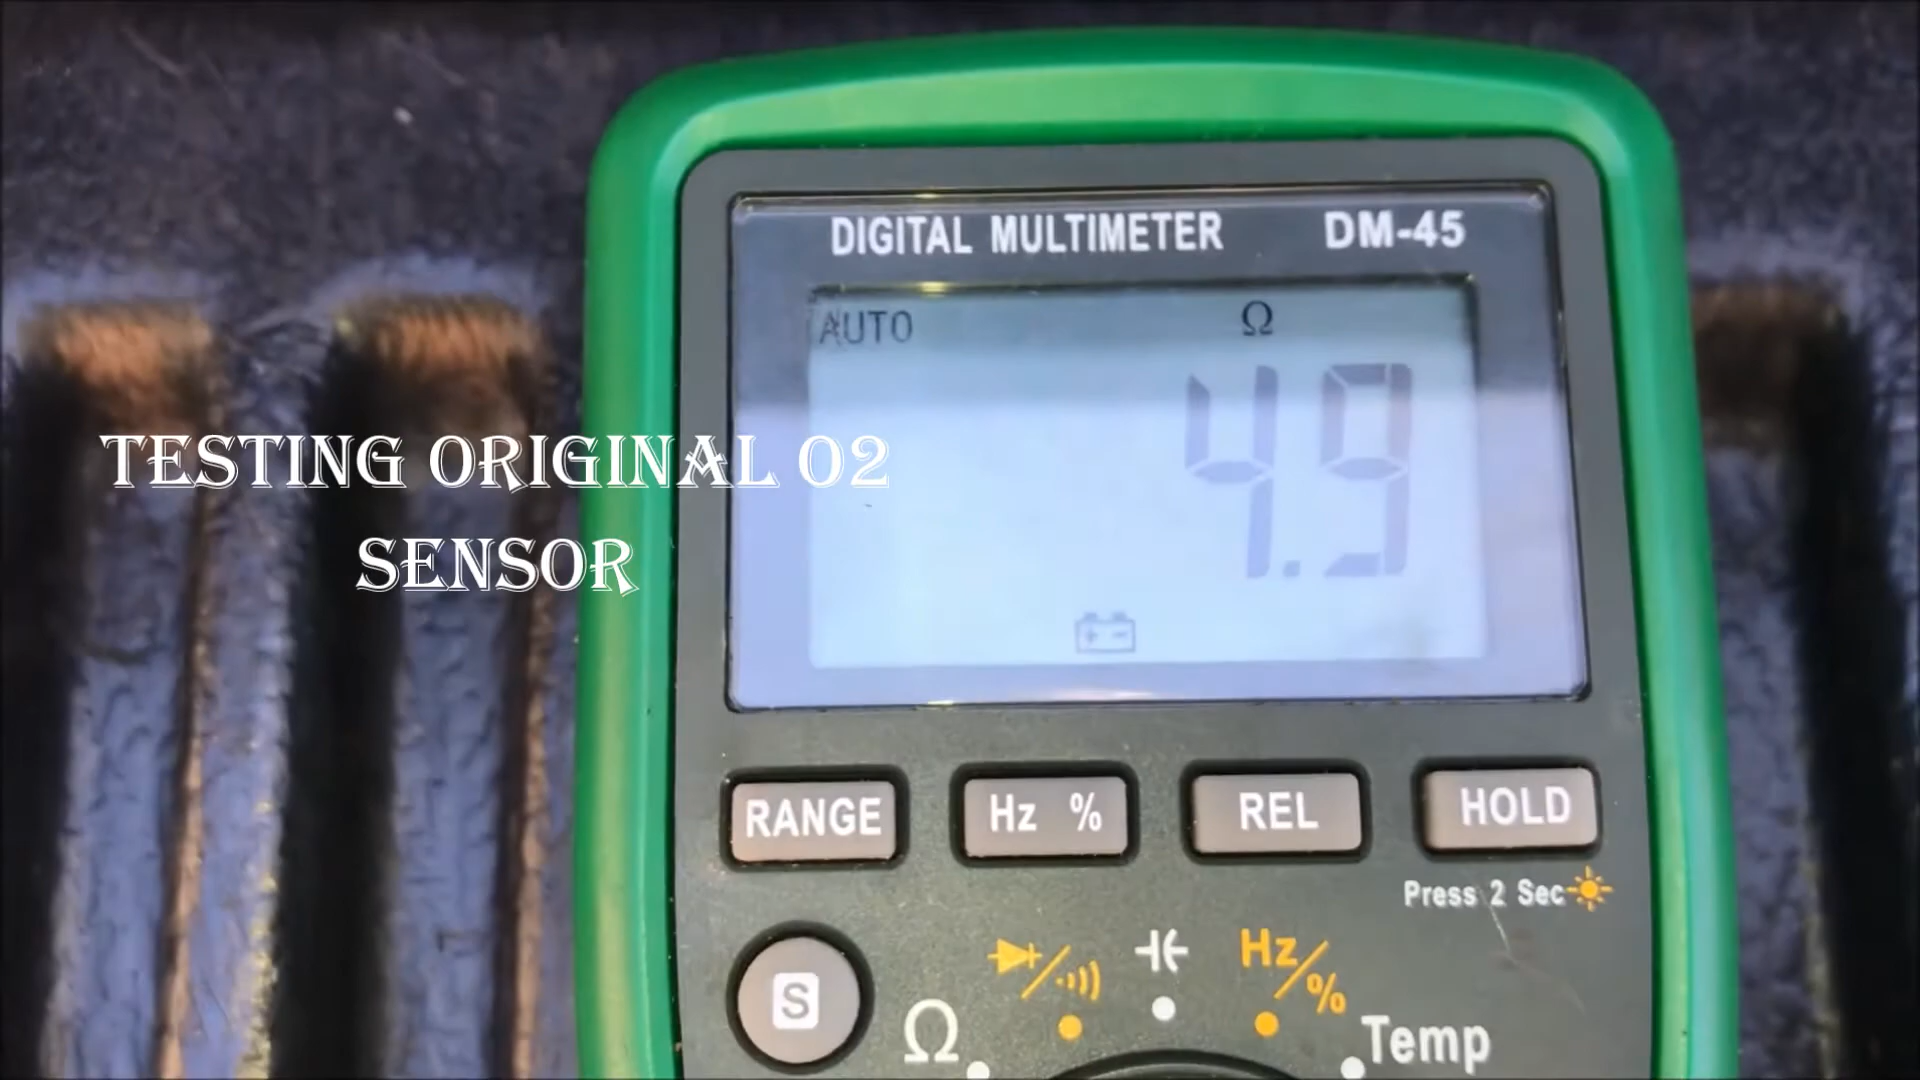 DIGITAL MULTIMETER DM-45
AUTO Ω
4.9
TESTING ORIGINAL O2
SENSOR
RANGE Hz % REL HOLD
Press 2 Sec
S Ω Hz/% Temp